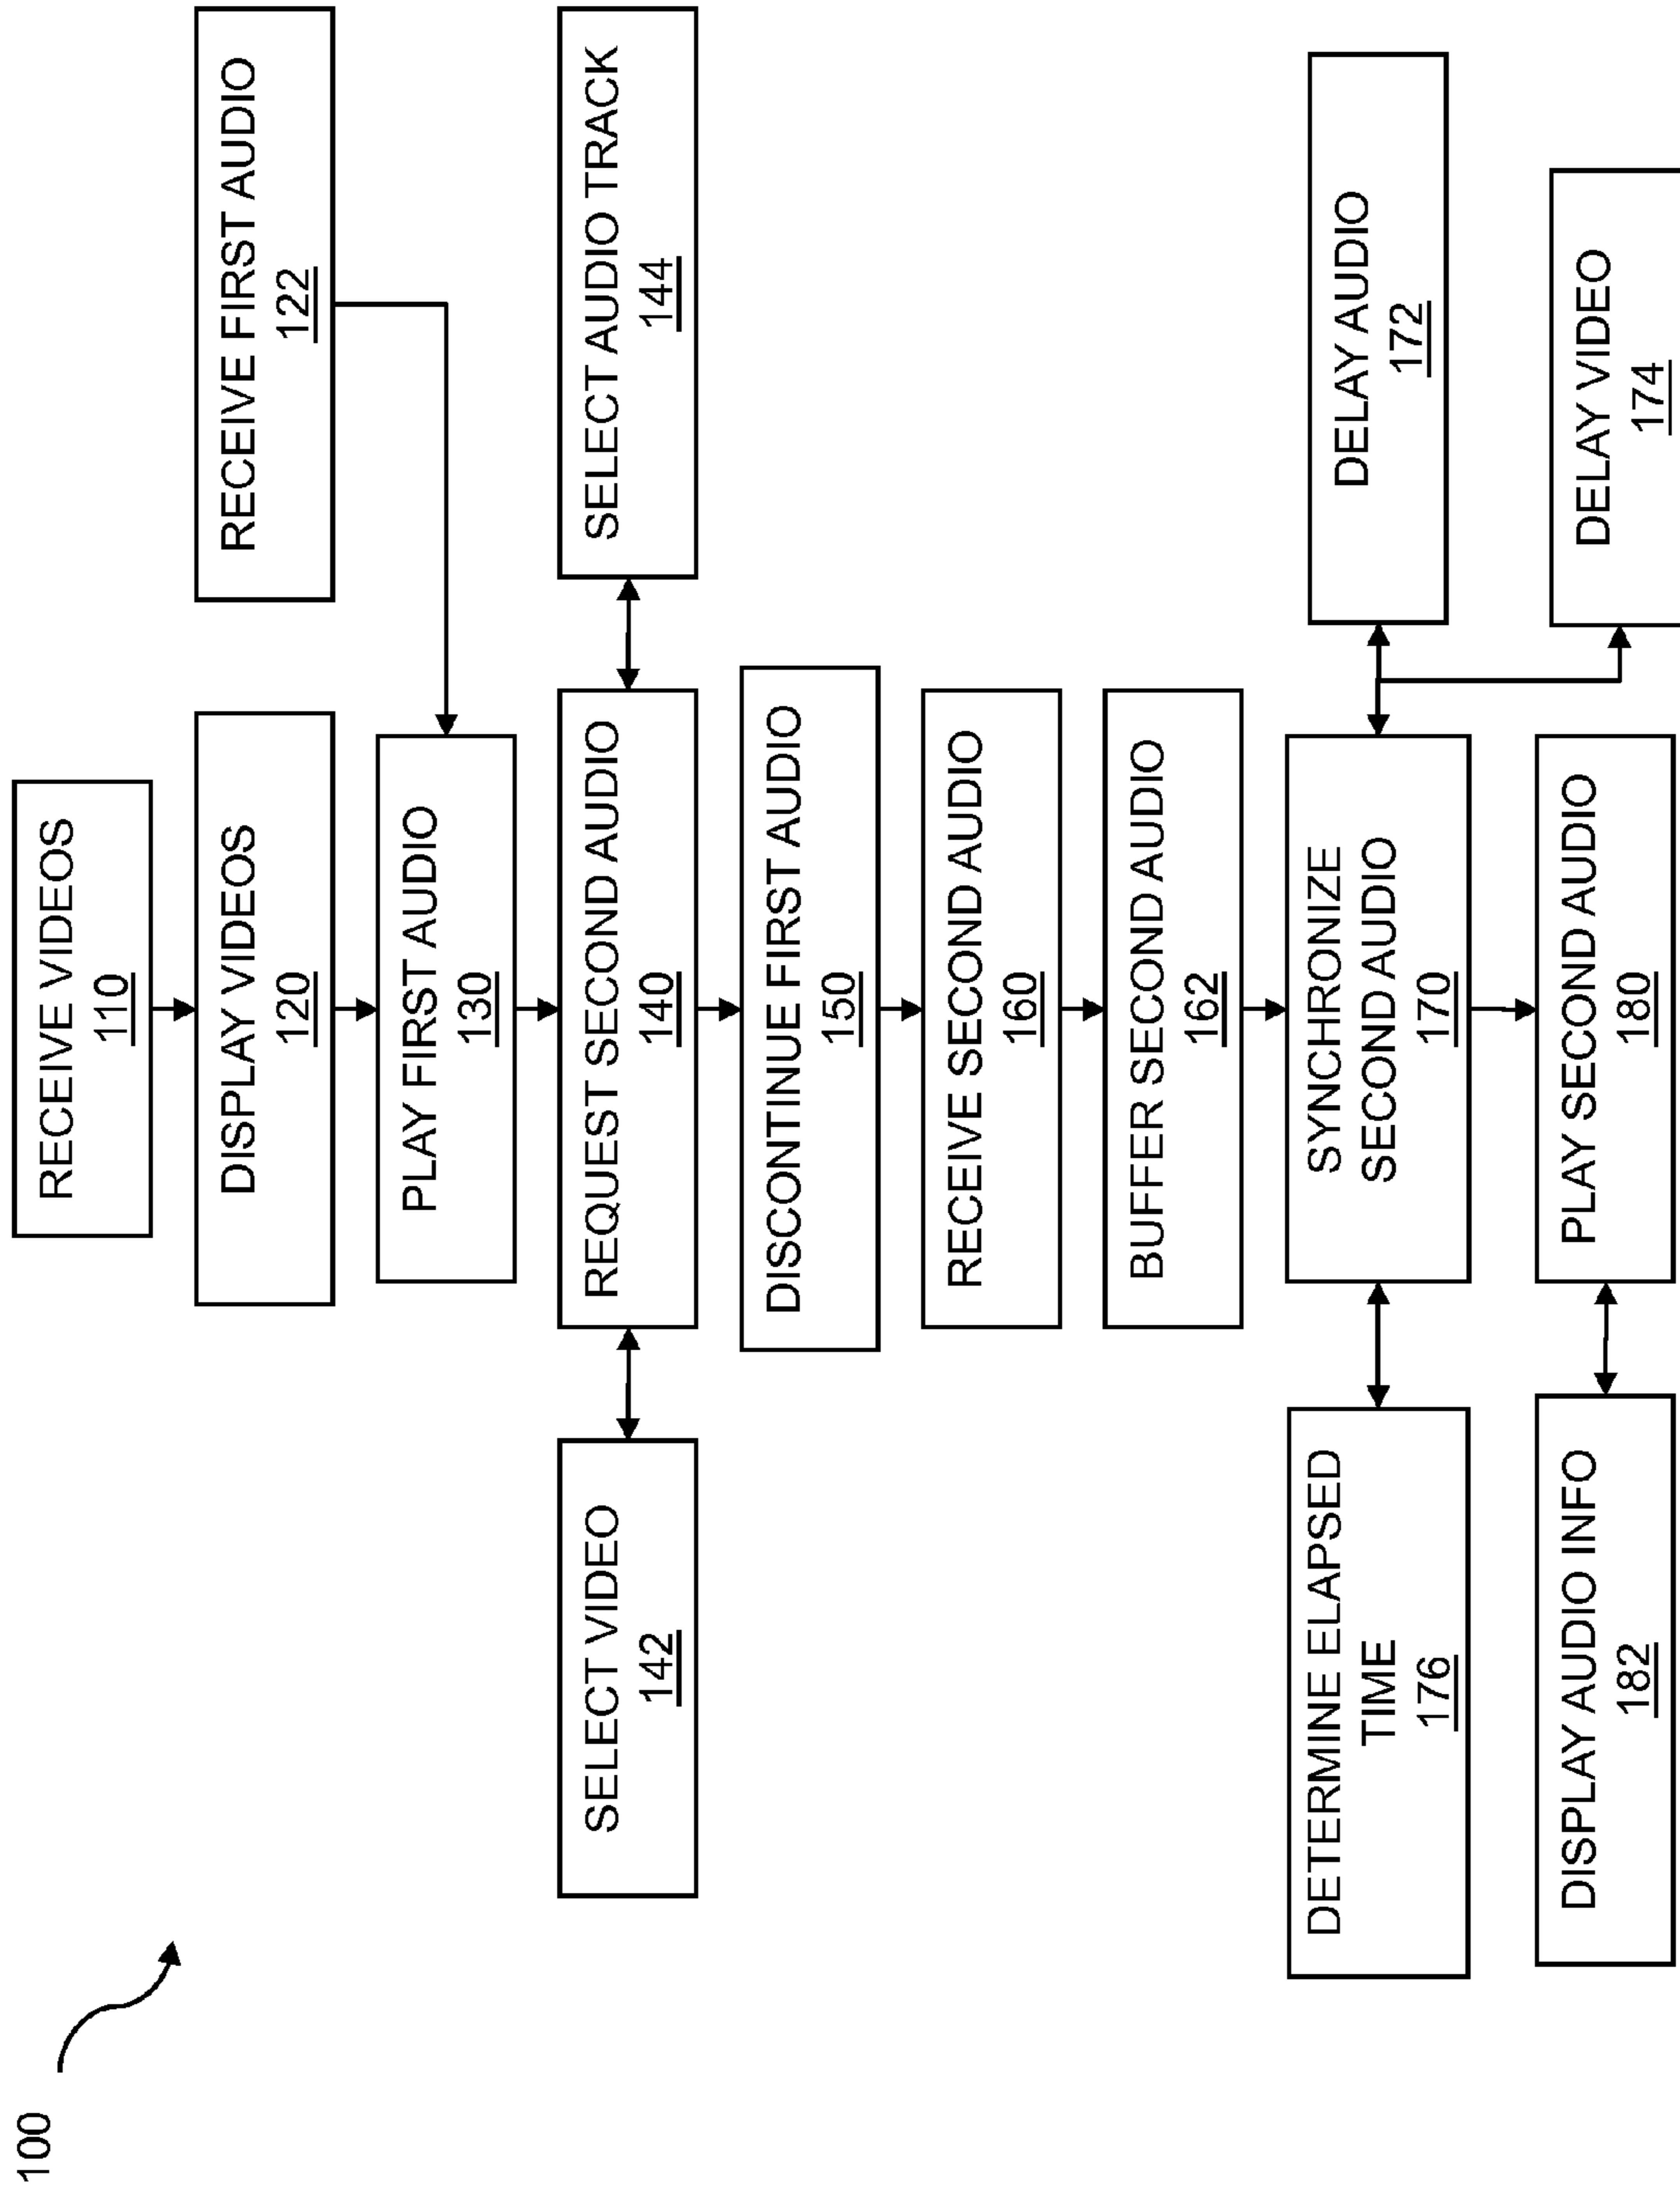 100
RECEIVE VIDEOS
110
DISPLAY VIDEOS
120
RECEIVE FIRST AUDIO
122
PLAY FIRST AUDIO
130
SELECT VIDEO
142
REQUEST SECOND AUDIO
140
SELECT AUDIO TRACK
144
DISCONTINUE FIRST AUDIO
150
RECEIVE SECOND AUDIO
160
BUFFER SECOND AUDIO
162
DETERMINE ELAPSED
TIME
176
SYNCHRONIZE
SECOND AUDIO
170
DELAY AUDIO
172
DISPLAY AUDIO INFO
182
PLAY SECOND AUDIO
180
DELAY VIDEO
174